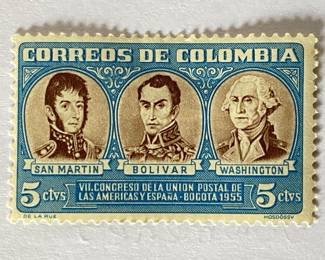 CORREOS DE COLOMBIA
SAN MARTIN BOLIVAR WASHINGTON
5 ctvs VII. CONGRESO DE LA UNION POSTAL DE 5 ctvs
LAS AMERICAS Y ESPAÑA - BOGOTA 1955
DE LA RUE